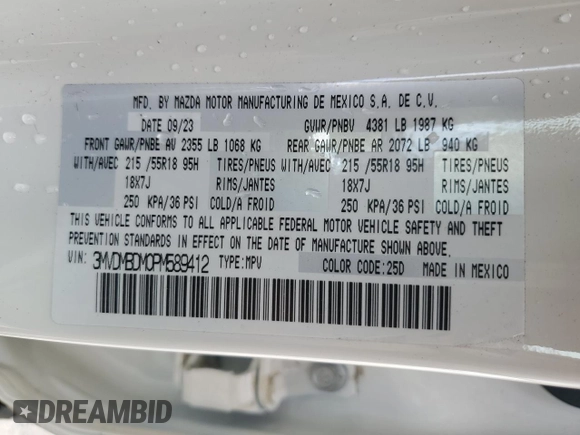 MFD. BY MAZDA MOTOR MANUFACTURING DE MEXICO S.A. DE C.V.
DATE 09/23 GVWR/PNBV 4381 LB 1987 KG
FRONT GAWR/PNBE AV 2355 LB 1068 KG REAR GAWR/PNBE AR 2072 LB 940 KG
WITH/AVEC 215 /55R18 95H TIRES/PNEUS WITH/AVEC 215 /55R18 95H TIRES/PNEUS
18X7J RIMS/JANTES 18X7J RIMS/JANTES
250 KPA/36 PSI COLD/A FROID 250 KPA/36 PSI COLD/A FROID
THIS VEHICLE CONFORMS TO ALL APPLICABLE FEDERAL MOTOR VEHICLE SAFETY AND THEFT
PREVENTION STANDARDS IN EFFECT ON THE DATE OF MANUFACTURE SHOWN ABOVE.
VIN: 3MVDMBDM0PM589412 TYPE:MPV COLOR CODE:25D MADE IN MEXICO
DREAMBID